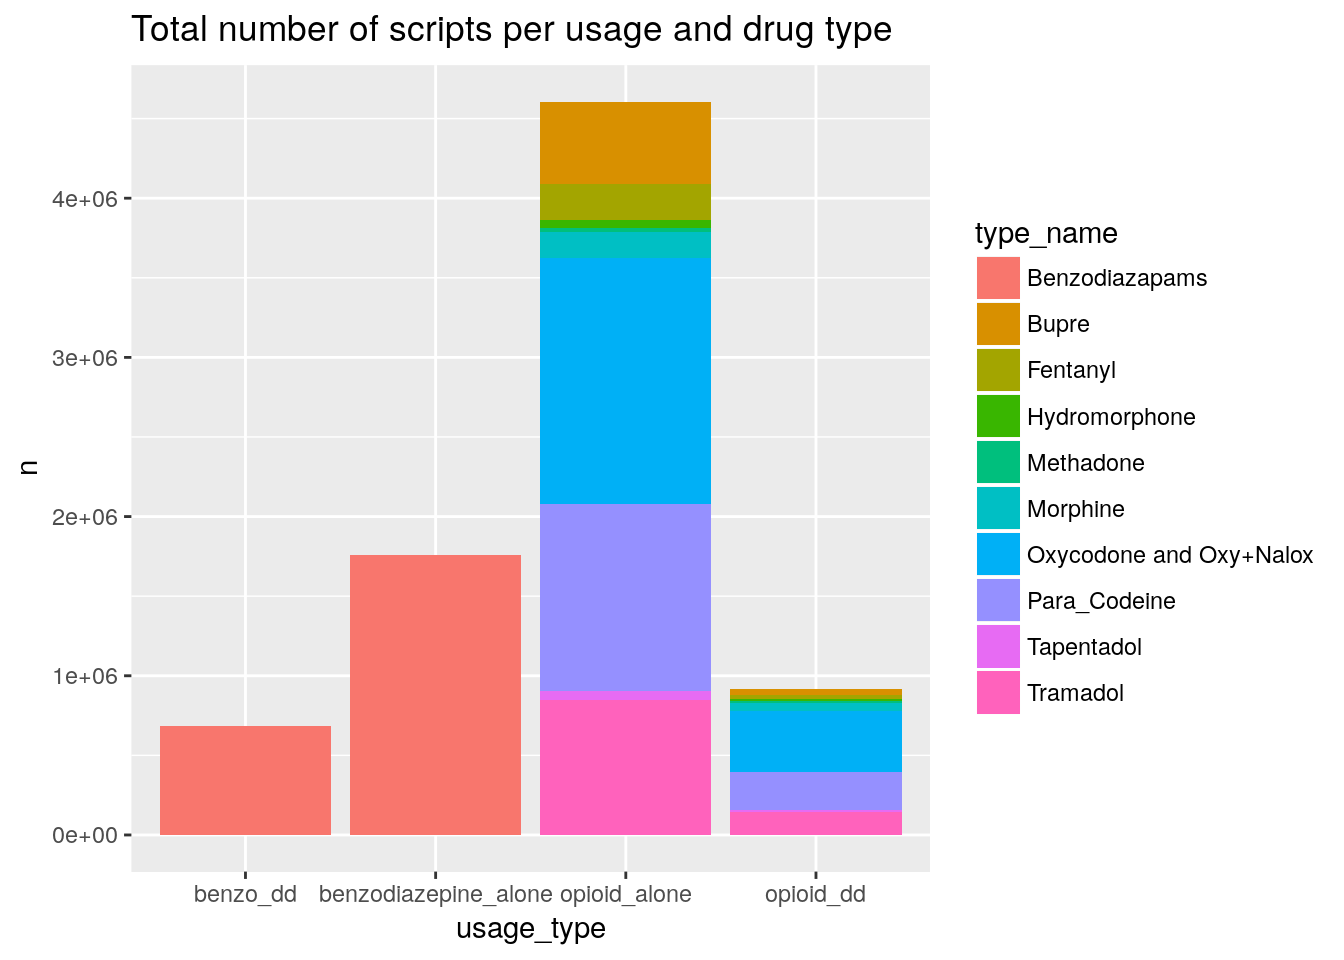 Total number of scripts per usage and drug type
4e+06
3e+06
2e+06
1e+06
0e+00
n
benzo_dd benzodiazepine_alone opioid_alone opioid_dd
usage_type
type_name
Benzodiazapams
Bupre
Fentanyl
Hydromorphone
Methadone
Morphine
Oxycodone and Oxy+Nalox
Para_Codeine
Tapentadol
Tramadol